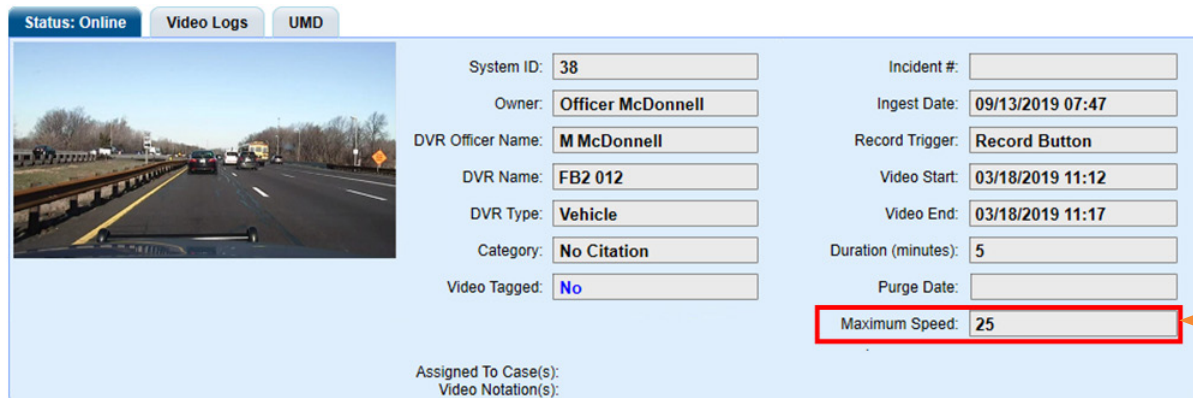 Status: Online Video Logs UMD
System ID: 38
Owner: Officer McDonnell
DVR Officer Name: M McDonnell
DVR Name: FB2 012
DVR Type: Vehicle
Category: No Citation
Video Tagged: No
Incident #:
Ingest Date: 09/13/2019 07:47
Record Trigger: Record Button
Video Start: 03/18/2019 11:12
Video End: 03/18/2019 11:17
Duration (minutes): 5
Purge Date:
Maximum Speed: 25
Assigned To Case(s):
Video Notation(s):